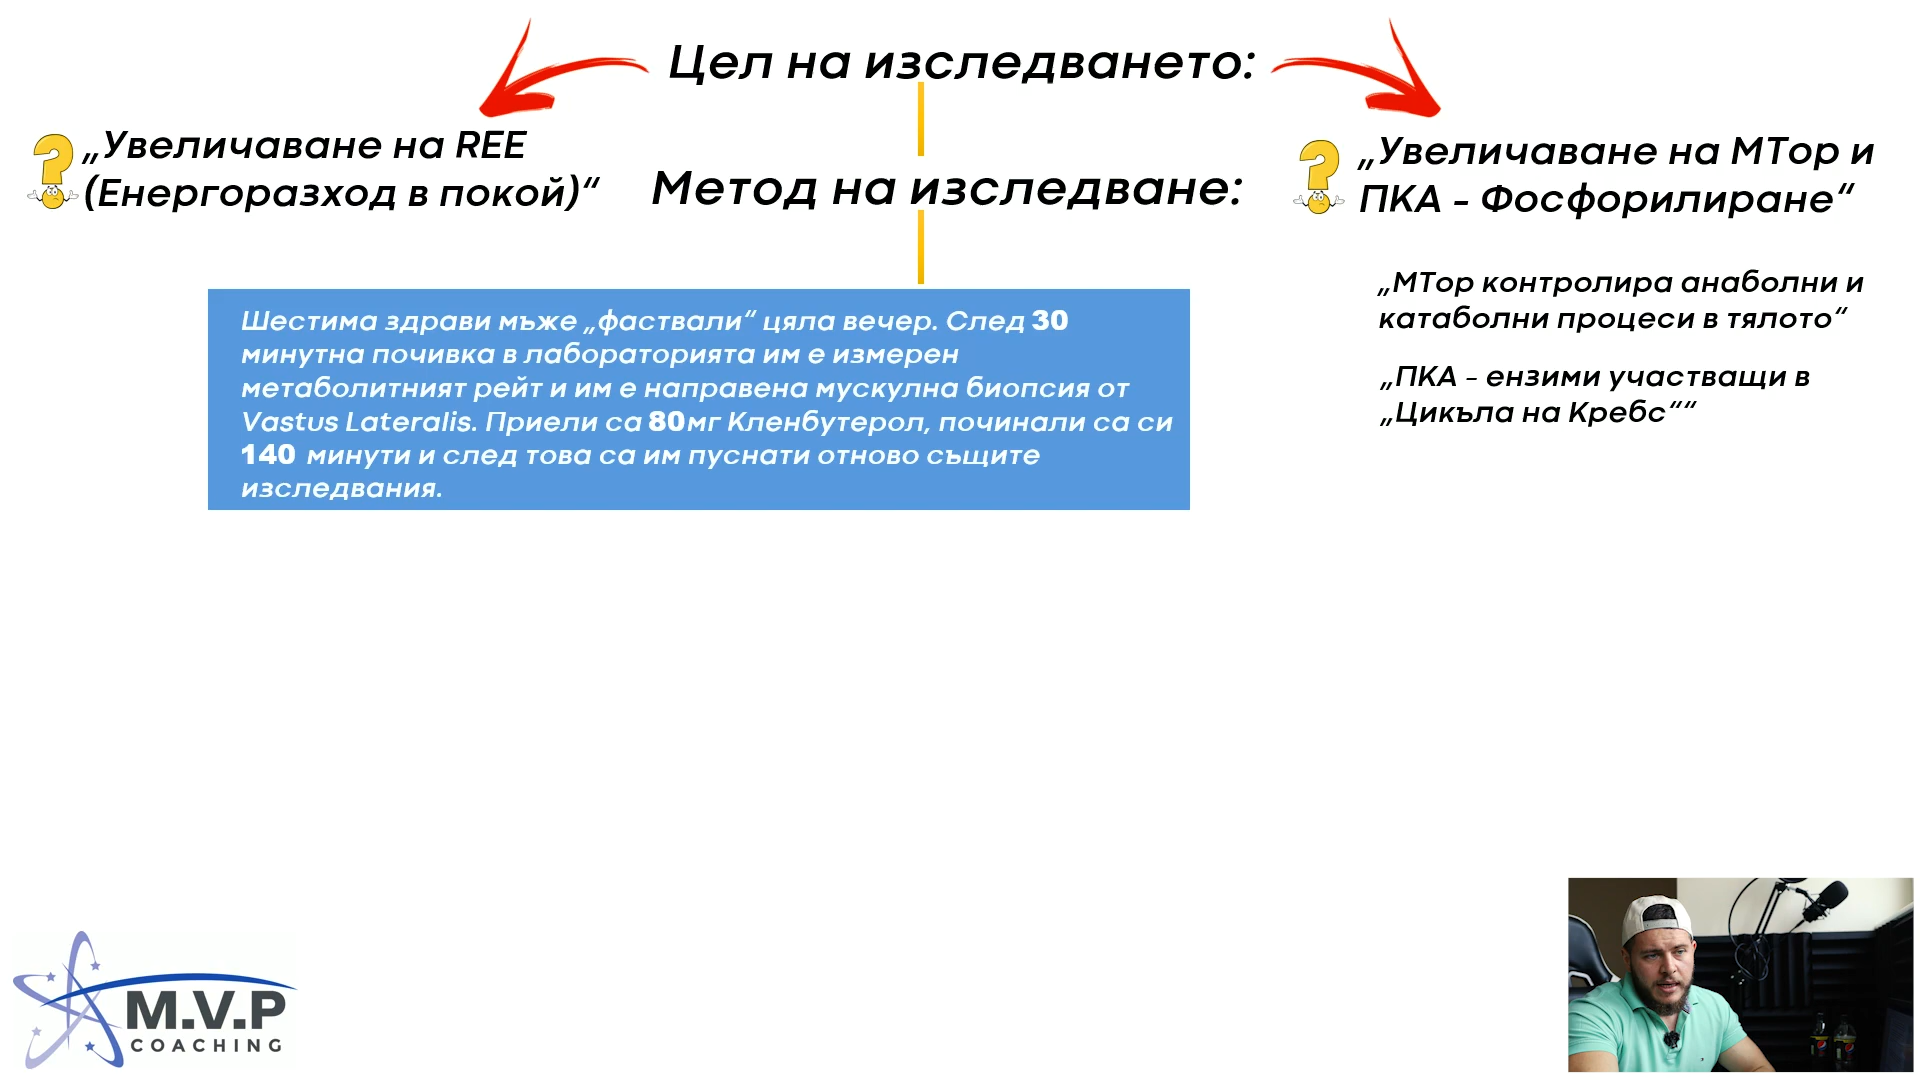 Цел на изследването:
„Увеличаване на REE
(Енергоразход в покой)“
Метод на изследване:
„Увеличаване на МТор и
ПКА - Фосфорилиране“
„МТор контролира анаболни и
катаболни процеси в тялото“
„ПКА - ензими участващи в
„Цикъла на Кребс““
Шестима здрави мъже „фаствали“ цяла вечер. След 30
минутна почивка в лабораторията им е измерен
метаболитният рейт и им е направена мускулна биопсия от
Vastus Lateralis. Приели са 80мг Кленбутерол, починали са си
140 минути и след това са им пуснати отново същите
изследвания.
M.V.P
COACHING